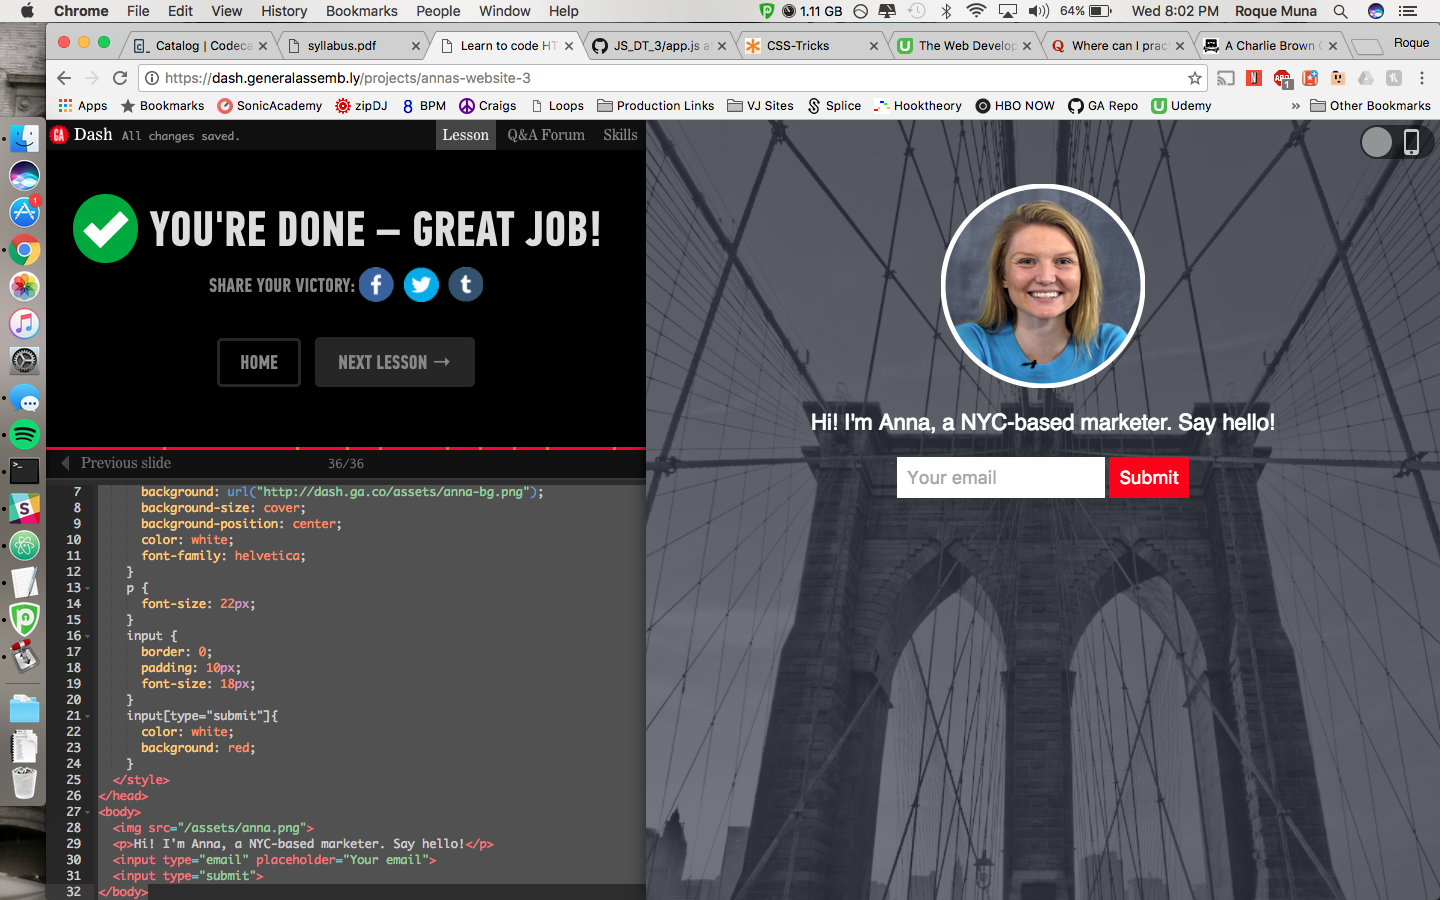 Chrome File Edit View History Bookmarks People Window Help 1.11 GB 64% Wed 8:02 PM Roque Muna
Catalog | Codeca
syllabus.pdf
Learn to code HT
JS_DT_3/app.js a
CSS-Tricks
The Web Develop
Where can I prac
A Charlie Brown C
Roque
https://dash.generalassemb.ly/projects/annas-website-3
Apps Bookmarks SonicAcademy zipDJ BPM Craigs Loops Production Links VJ Sites Splice Hooktheory HBO NOW GA Repo Udemy » Other Bookmarks
GA Dash All changes saved. Lesson Q&A Forum Skills
YOU'RE DONE — GREAT JOB!
SHARE YOUR VICTORY:
HOME NEXT LESSON →
Previous slide 36/36
7 background: url("http://dash.ga.co/assets/anna-bg.png");
8 background-size: cover;
9 background-position: center;
10 color: white;
11 font-family: helvetica;
12 }
13 p {
14 font-size: 22px;
15 }
16 input {
17 border: 0;
18 padding: 10px;
19 font-size: 18px;
20 }
21 input[type="submit"]{
22 color: white;
23 background: red;
24 }
25 </style>
26 </head>
27 <body>
28 <img src="/assets/anna.png">
29 <p>Hi! I'm Anna, a NYC-based marketer. Say hello!</p>
30 <input type="email" placeholder="Your email">
31 <input type="submit">
32 </body>
Hi! I'm Anna, a NYC-based marketer. Say hello!
Your email Submit